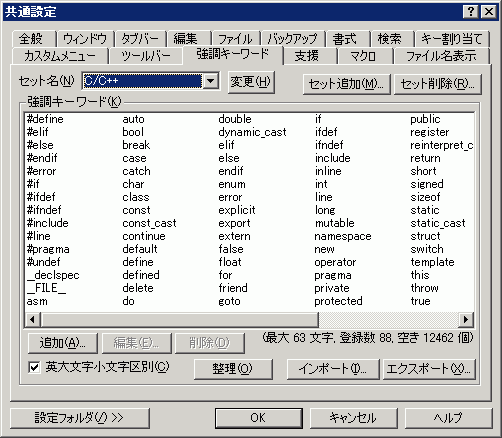 共通設定
全般 ウィンドウ タブバー 編集 ファイル バックアップ 書式 検索 キー割り当て
カスタムメニュー ツールバー 強調キーワード 支援 マクロ ファイル名表示
セット名(N) C/C++ 変更(H) セット追加(M)... セット削除(R)...
強調キーワード(K)
#define auto double if public
#elif bool dynamic_cast ifdef register
#else break elif ifndef reinterpret_c
#endif case else include return
#error catch endif inline short
#if char enum int signed
#ifdef class error line sizeof
#ifndef const explicit long static
#include const_cast export mutable static_cast
#line continue extern namespace struct
#pragma default false new switch
#undef define float operator template
__declspec defined for pragma this
__FILE__ delete friend private throw
asm do goto protected true
追加(A)... 編集(E)... 削除(D) (最大 63 文字, 登録数 88, 空き 12462 個)
英大文字小文字区別(C) 整理(O) インポート(I)... エクスポート(X)...
設定フォルダ(/) >> OK キャンセル ヘルプ